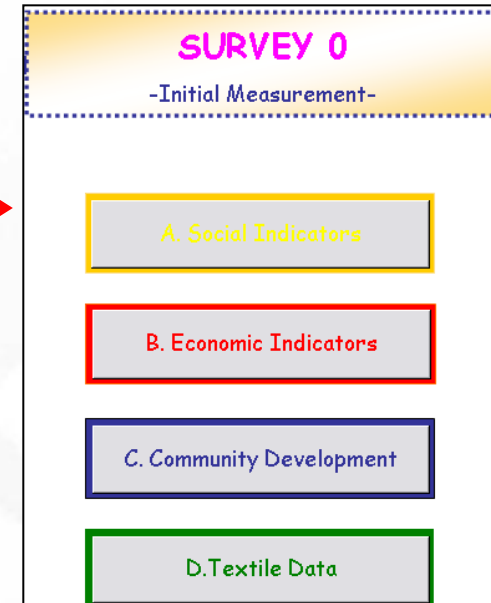 SURVEY 0
-Initial Measurement-
A. Social Indicators
B. Economic Indicators
C. Community Development
D.Textile Data